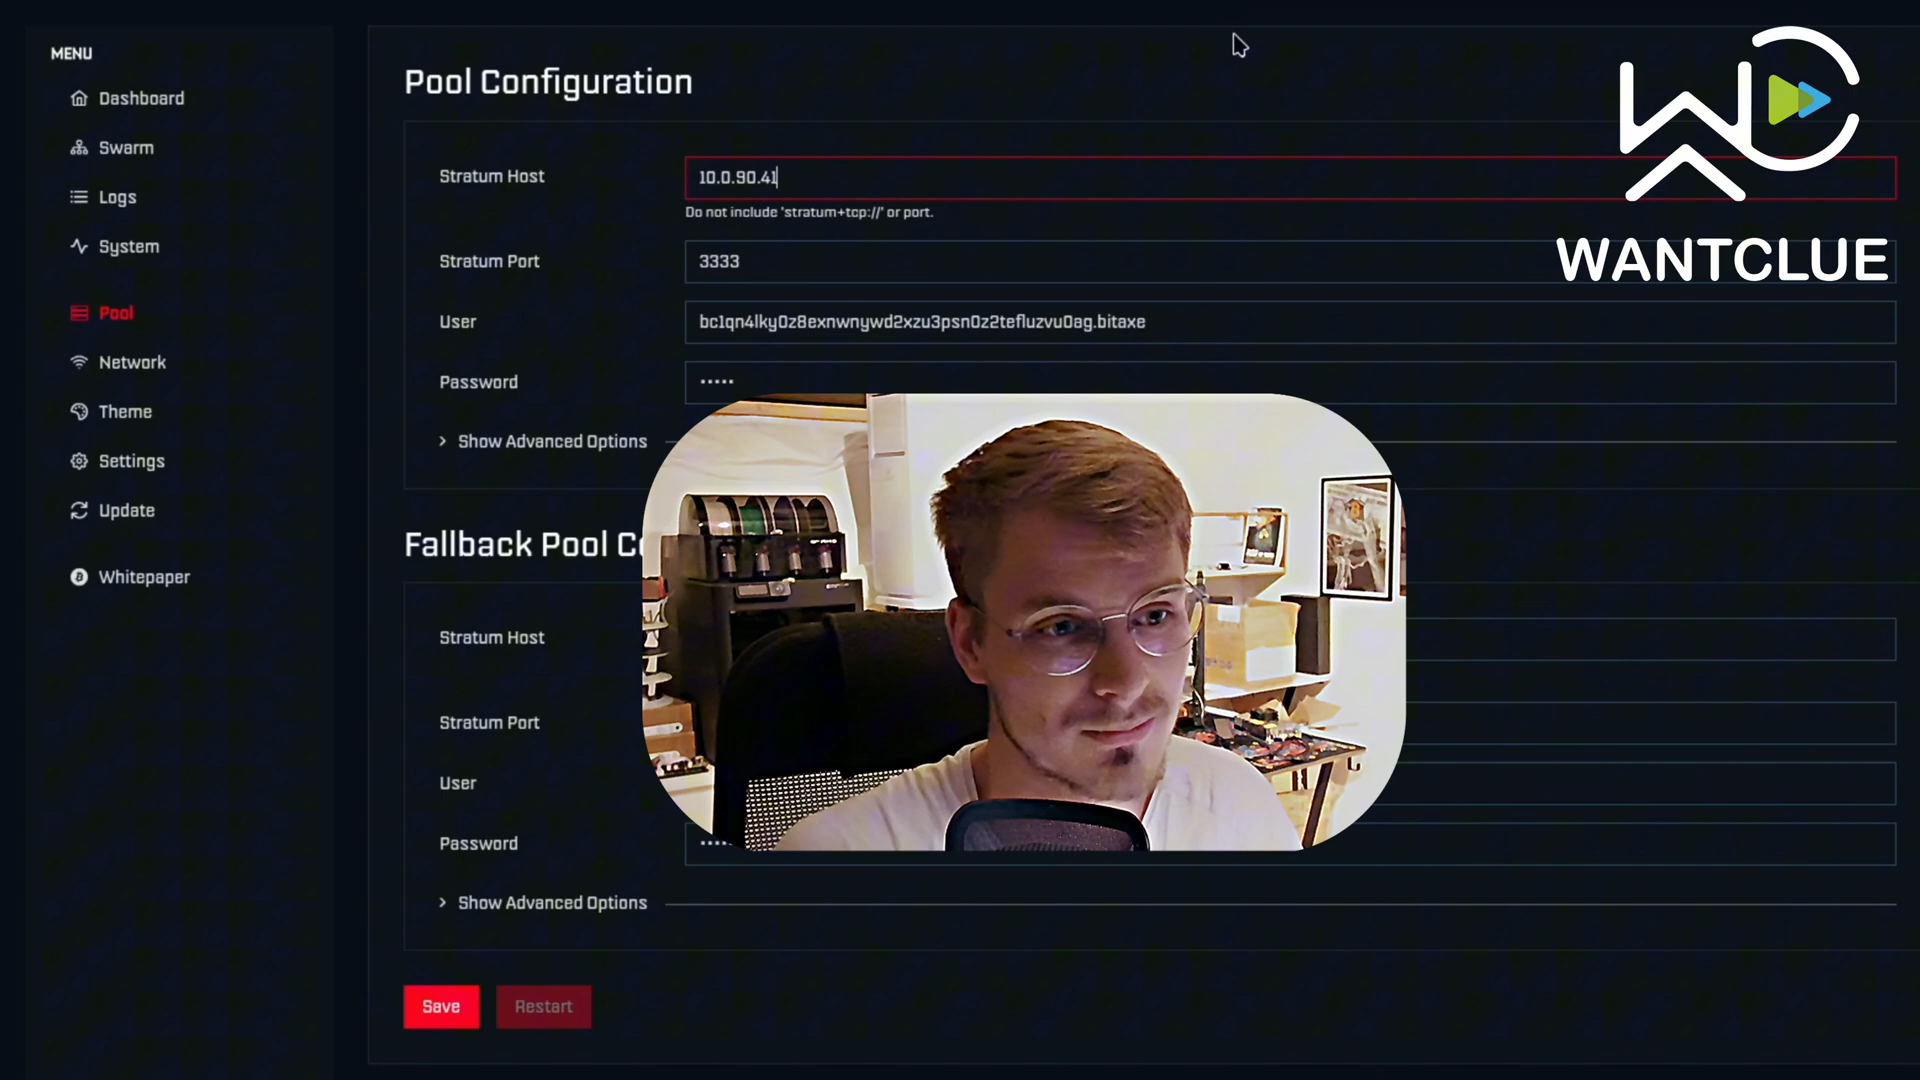 MENU
Dashboard
Swarm
Logs
System
Pool
Network
Theme
Settings
Update
Whitepaper
Pool Configuration
Stratum Host
10.0.90.41
Do not include 'stratum+tcp://' or port.
Stratum Port
3333
User
bc1qn4lky0z8exnwnywd2xzu3psn0z2tefluzvu0ag.bitaxe
Password
•••••
Show Advanced Options
Fallback Pool Co
Stratum Host
Stratum Port
User
Password
Show Advanced Options
Save
Restart
WANTCLUE